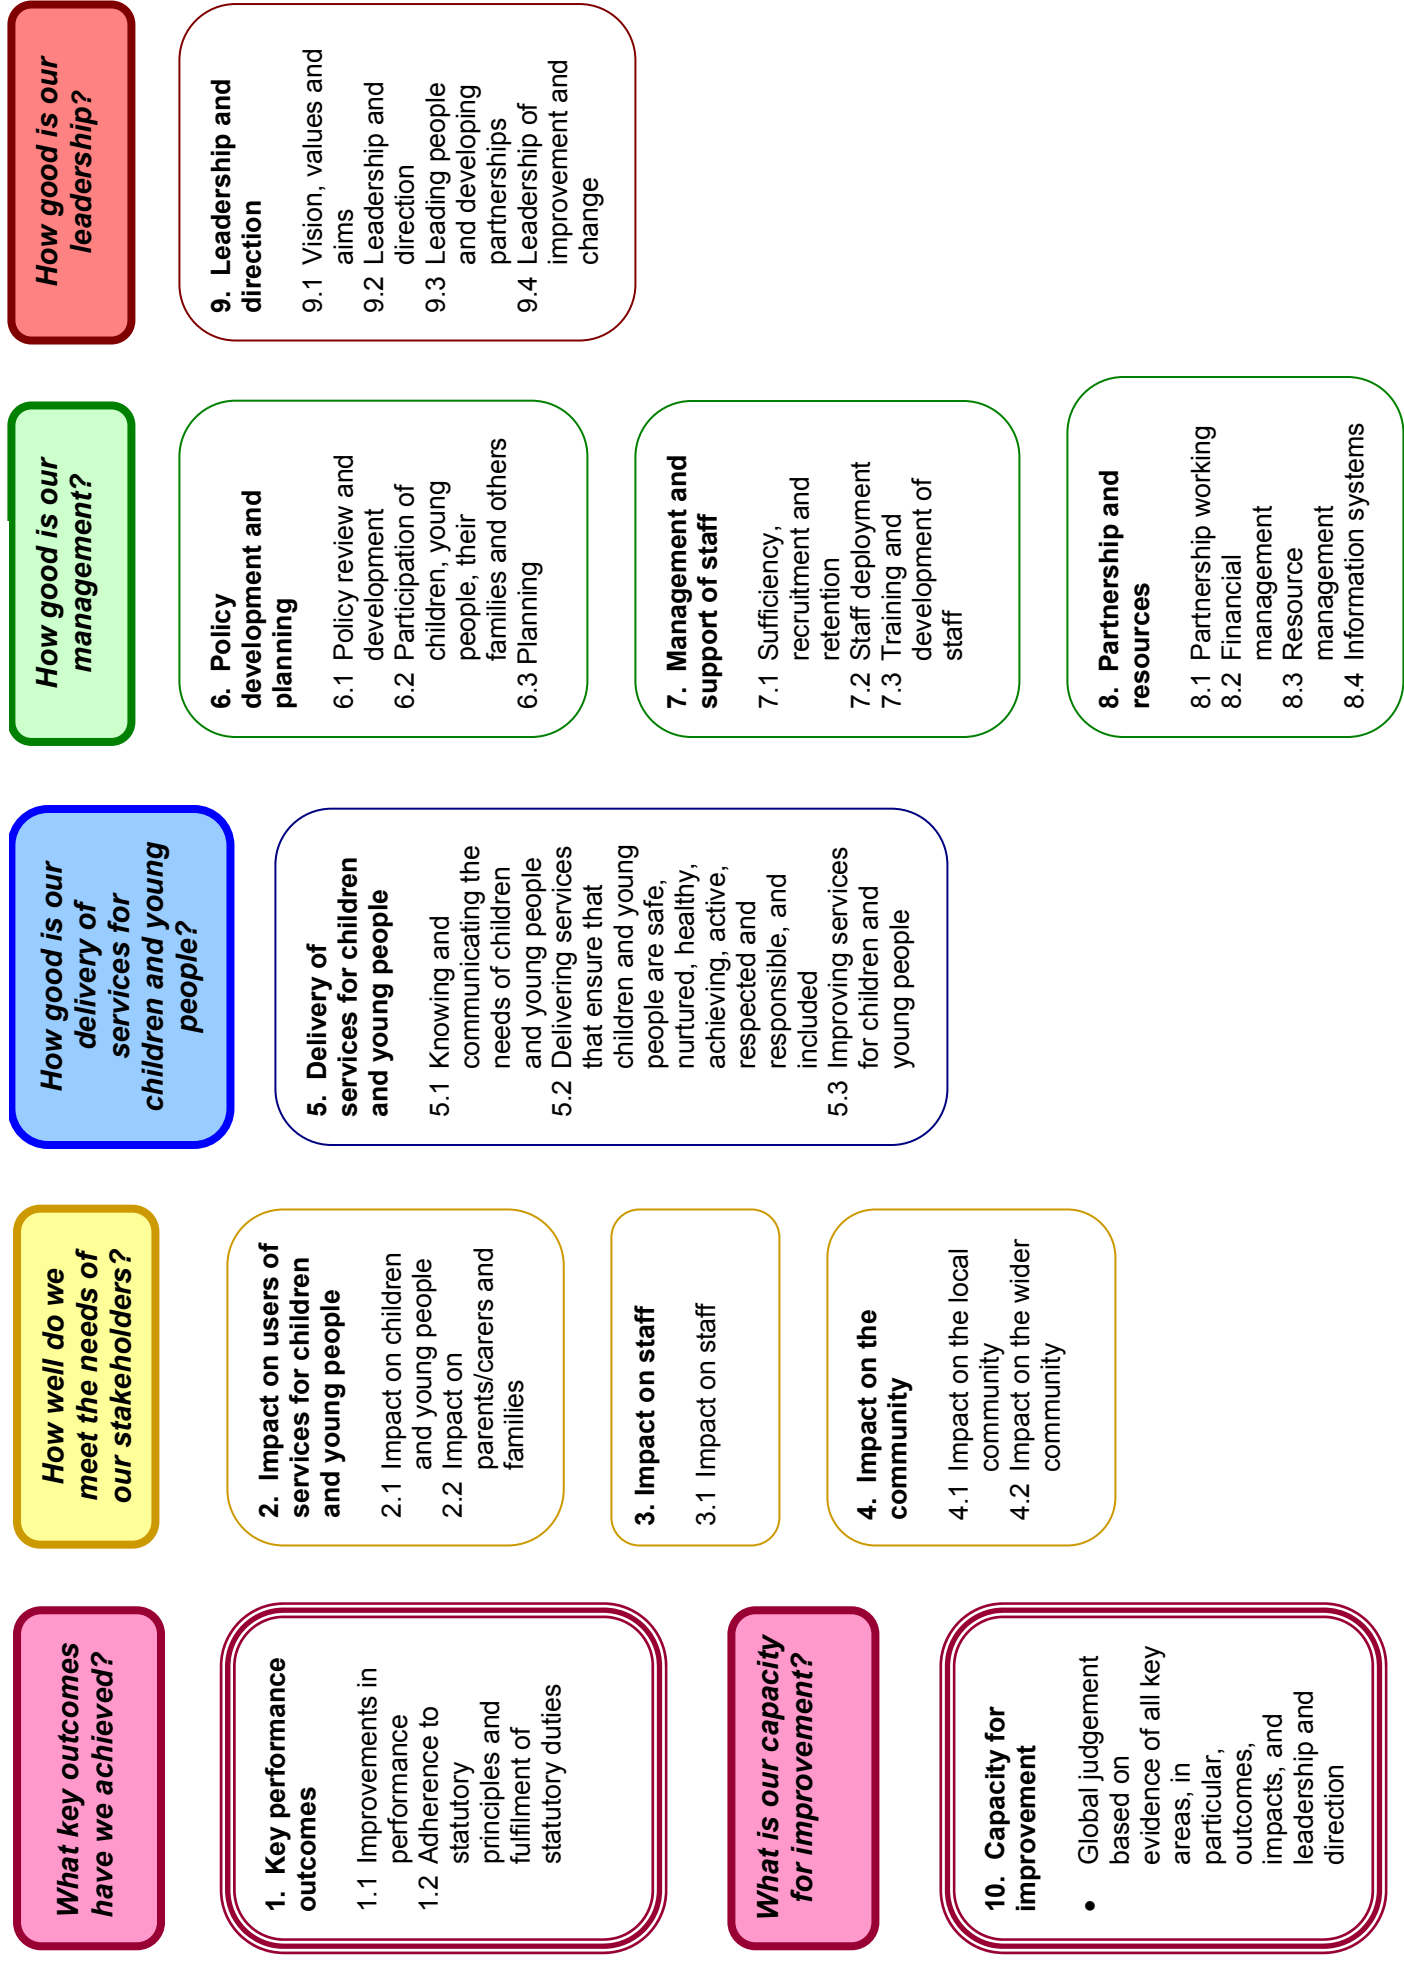 What key outcomes
have we achieved?
1. Key performance
outcomes
1.1 Improvements in
performance
1.2 Adherence to
statutory
principles and
fulfilment of
statutory duties
What is our capacity
for improvement?
10. Capacity for
improvement
• Global judgement
based on
evidence of all key
areas, in
particular,
outcomes,
impacts, and
leadership and
direction
How well do we
meet the needs of
our stakeholders?
2. Impact on users of
services for children
and young people
2.1 Impact on children
and young people
2.2 Impact on
parents/carers and
families
3. Impact on staff
3.1 Impact on staff
4. Impact on the
community
4.1 Impact on the local
community
4.2 Impact on the wider
community
How good is our
delivery of
services for
children and young
people?
5. Delivery of
services for children
and young people
5.1 Knowing and
communicating the
needs of children
and young people
5.2 Delivering services
that ensure that
children and young
people are safe,
nurtured, healthy,
achieving, active,
respected and
responsible, and
included
5.3 Improving services
for children and
young people
How good is our
management?
6. Policy
development and
planning
6.1 Policy review and
development
6.2 Participation of
children, young
people, their
families and others
6.3 Planning
7. Management and
support of staff
7.1 Sufficiency,
recruitment and
retention
7.2 Staff deployment
7.3 Training and
development of
staff
8. Partnership and
resources
8.1 Partnership working
8.2 Financial
management
8.3 Resource
management
8.4 Information systems
How good is our
leadership?
9. Leadership and
direction
9.1 Vision, values and
aims
9.2 Leadership and
direction
9.3 Leading people
and developing
partnerships
9.4 Leadership of
improvement and
change